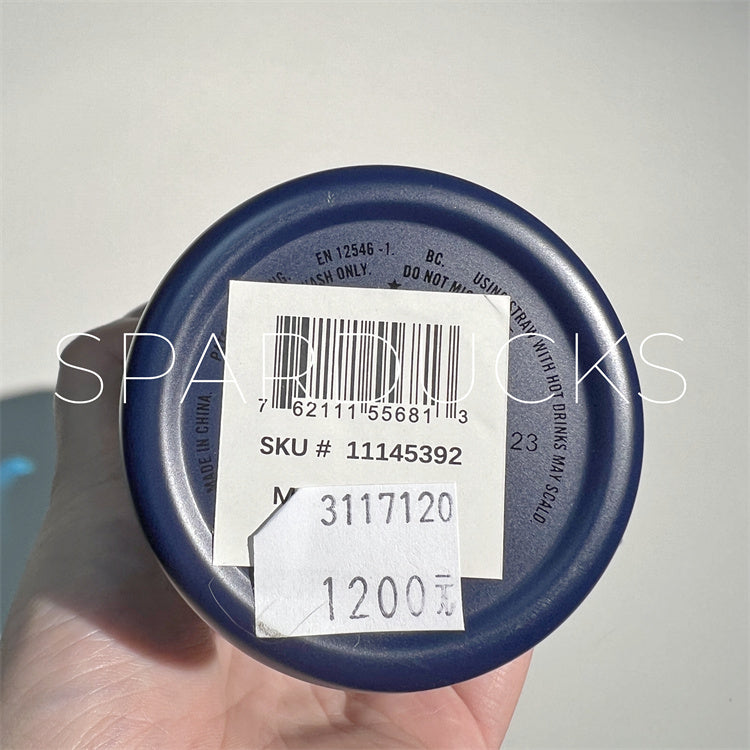 EN 12546 -1. BC.
WASH ONLY. DO NOT
USING STRAW WITH HOT DRINKS MAY SCALD.
MADE IN CHINA.
SPARDUCKS
7 62111 55681 3
23
SKU # 11145392
3117120
1200元